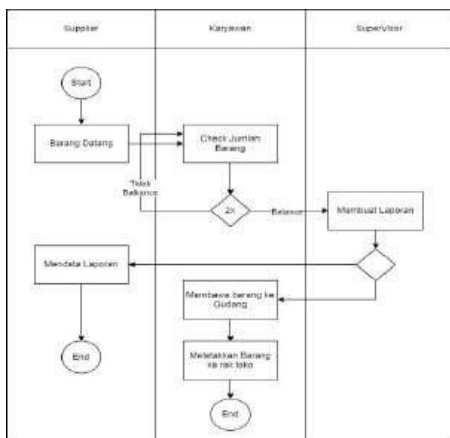 Supplier
Karyawan
Supervisor
Start
Barang Datang
Check Jumlah
Barang
Tidak
Balance
2x
Balance
Membuat Laporan
Mendata Laporan
Membawa barang ke
Gudang
Meletakkan Barang
ke rak toko
End
End